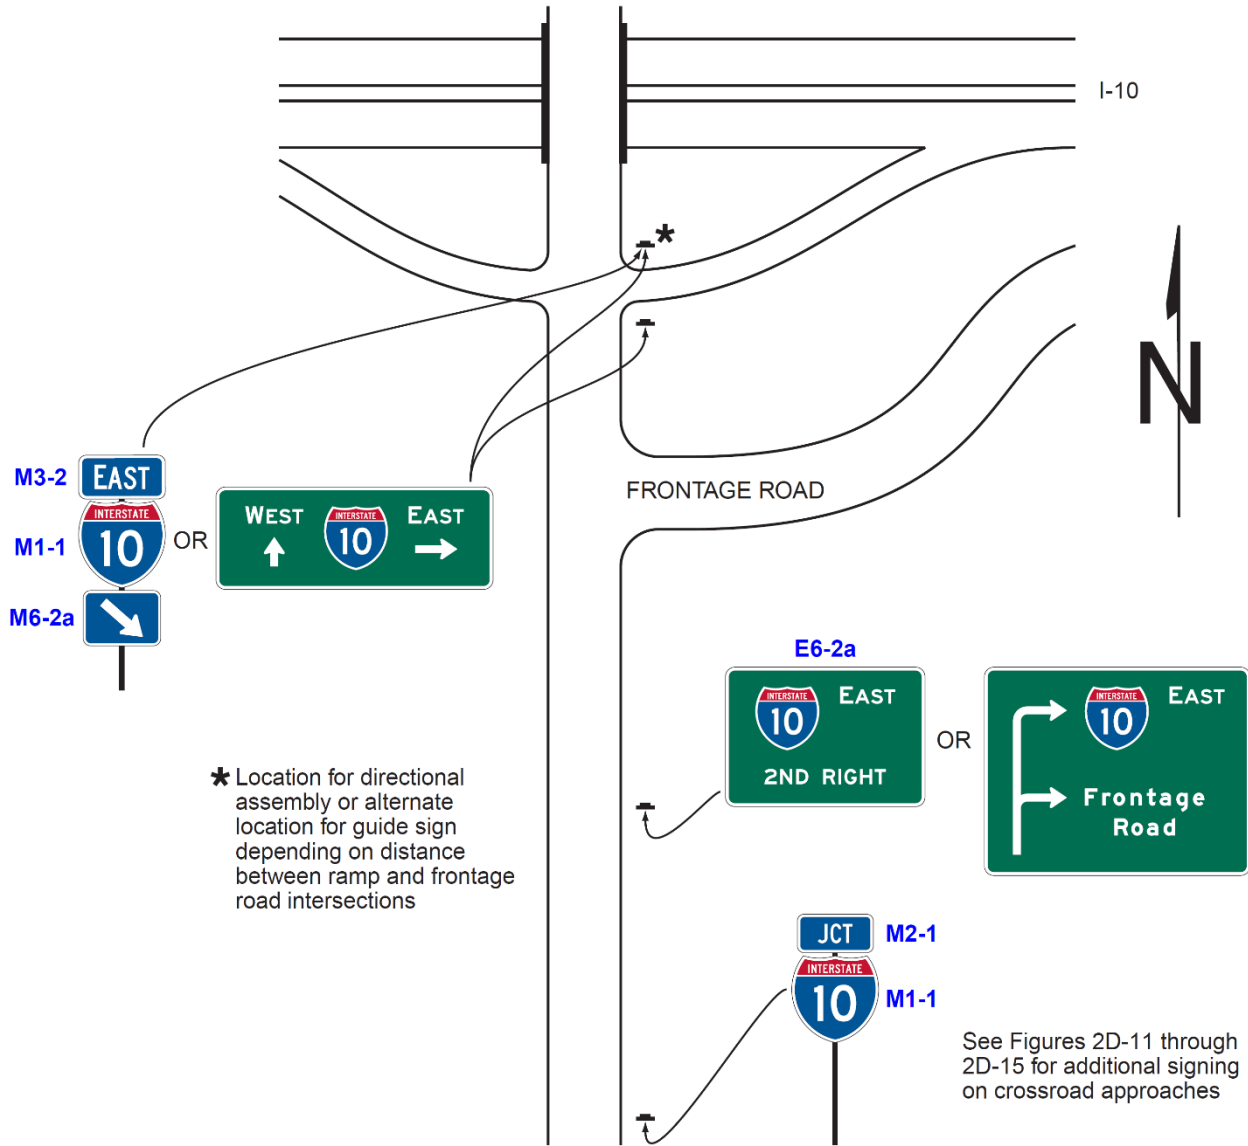 I-10
*
N
M3-2
EAST
M1-1
INTERSTATE
10
M6-2a
OR
WEST
INTERSTATE
10
EAST
FRONTAGE ROAD
E6-2a
INTERSTATE
10
EAST
2ND RIGHT
OR
INTERSTATE
10
EAST
Frontage
Road
* Location for directional
assembly or alternate
location for guide sign
depending on distance
between ramp and frontage
road intersections
JCT
M2-1
INTERSTATE
10
M1-1
See Figures 2D-11 through
2D-15 for additional signing
on crossroad approaches